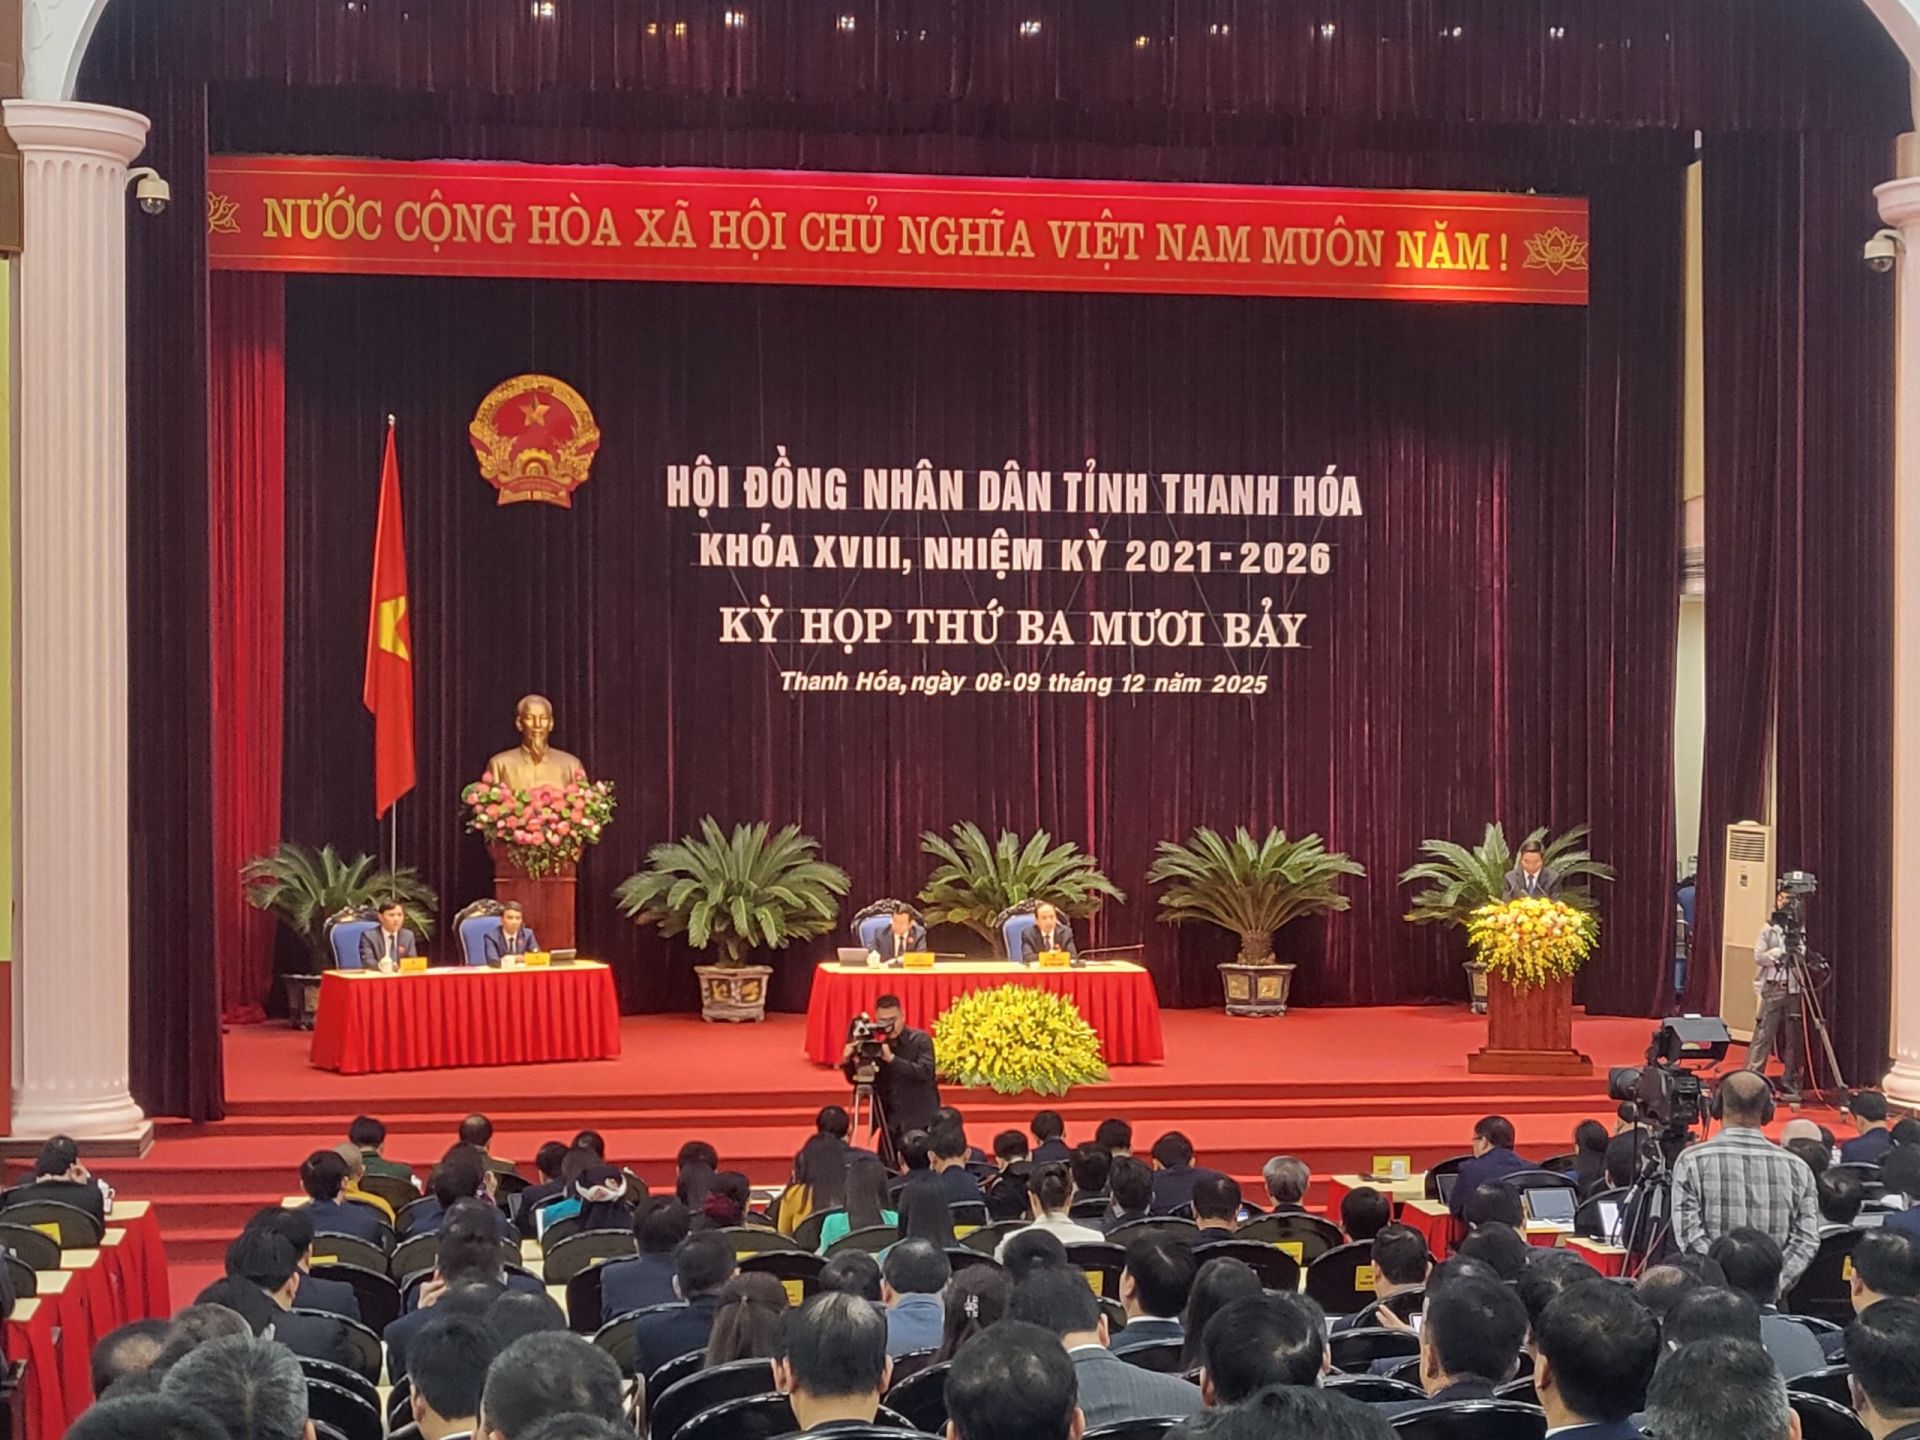 NƯỚC CỘNG HÒA XÃ HỘI CHỦ NGHĨA VIỆT NAM MUÔN NĂM !
HỘI ĐỒNG NHÂN DÂN TỈNH THANH HÓA
KHÓA XVIII, NHIỆM KỲ 2021 - 2026
KỲ HỌP THỨ BA MƯƠI BẢY
Thanh Hóa, ngày 08-09 tháng 12 năm 2025